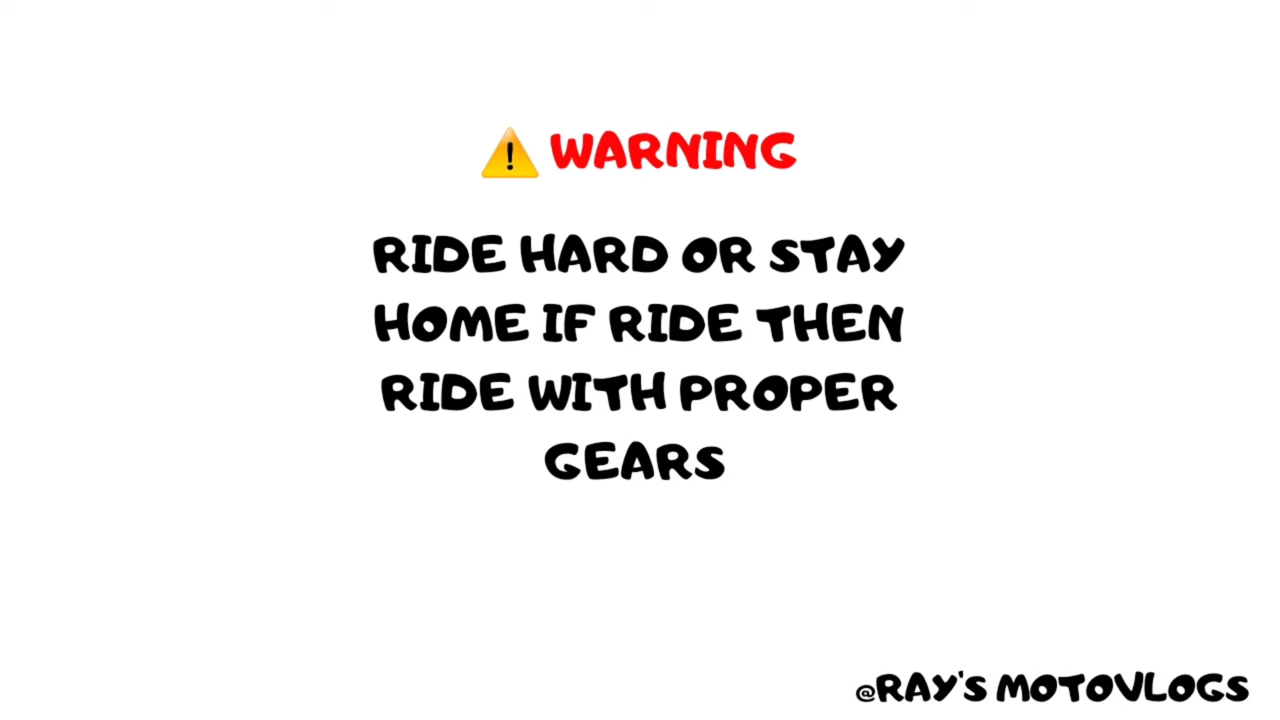 ⚠️ WARNING
RIDE HARD OR STAY
HOME IF RIDE THEN
RIDE WITH PROPER
GEARS
@RAY'S MOTOVLOGS